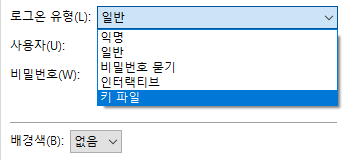 로그온 유형(L): 일반
익명
사용자(U): 일반
비밀번호 묻기
비밀번호(W): 인터랙티브
키 파일
배경색(B): 없음